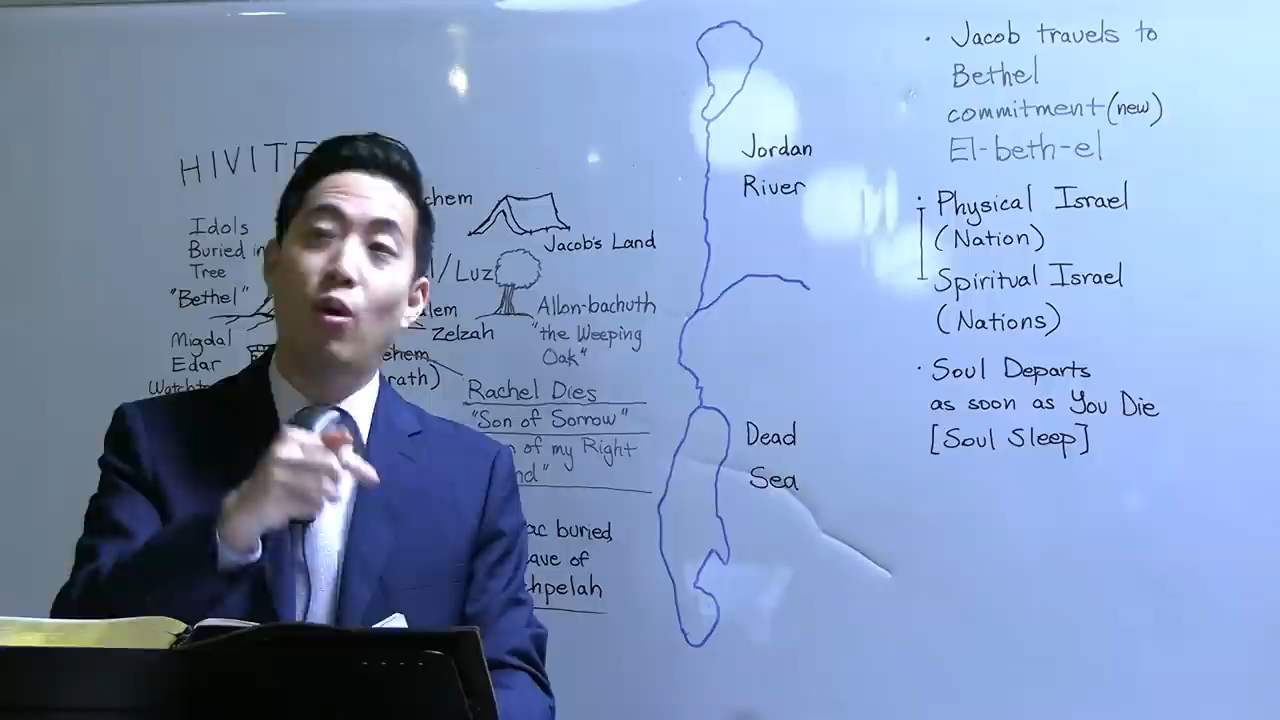 HIVITE
Idols
Buried in
Tree
"Bethel"
Migdal
Edar
chem
Jacob's Land
/Luz
lem
Zelzah
Allon-bachuth
"the Weeping
Oak"
ehem
rath)
Rachel Dies
"Son of Sorrow"
of my Right
nd"
ac buried
ave of
hpelah
Jordan
River
Dead
Sea
· Jacob travels to
Bethel
commitment (new)
El-beth-el
· Physical Israel
(Nation)
Spiritual Israel
(Nations)
· Soul Departs
as soon as You Die
[Soul Sleep]